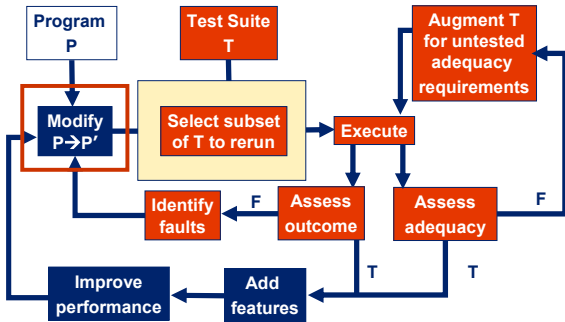 Program
P
Test Suite
T
Augment T
for untested
adequacy
requirements
Modify
P→P′
Select subset
of T to rerun
Execute
Identify
faults
F
Assess
outcome
Assess
adequacy
F
T
T
Improve
performance
Add
features